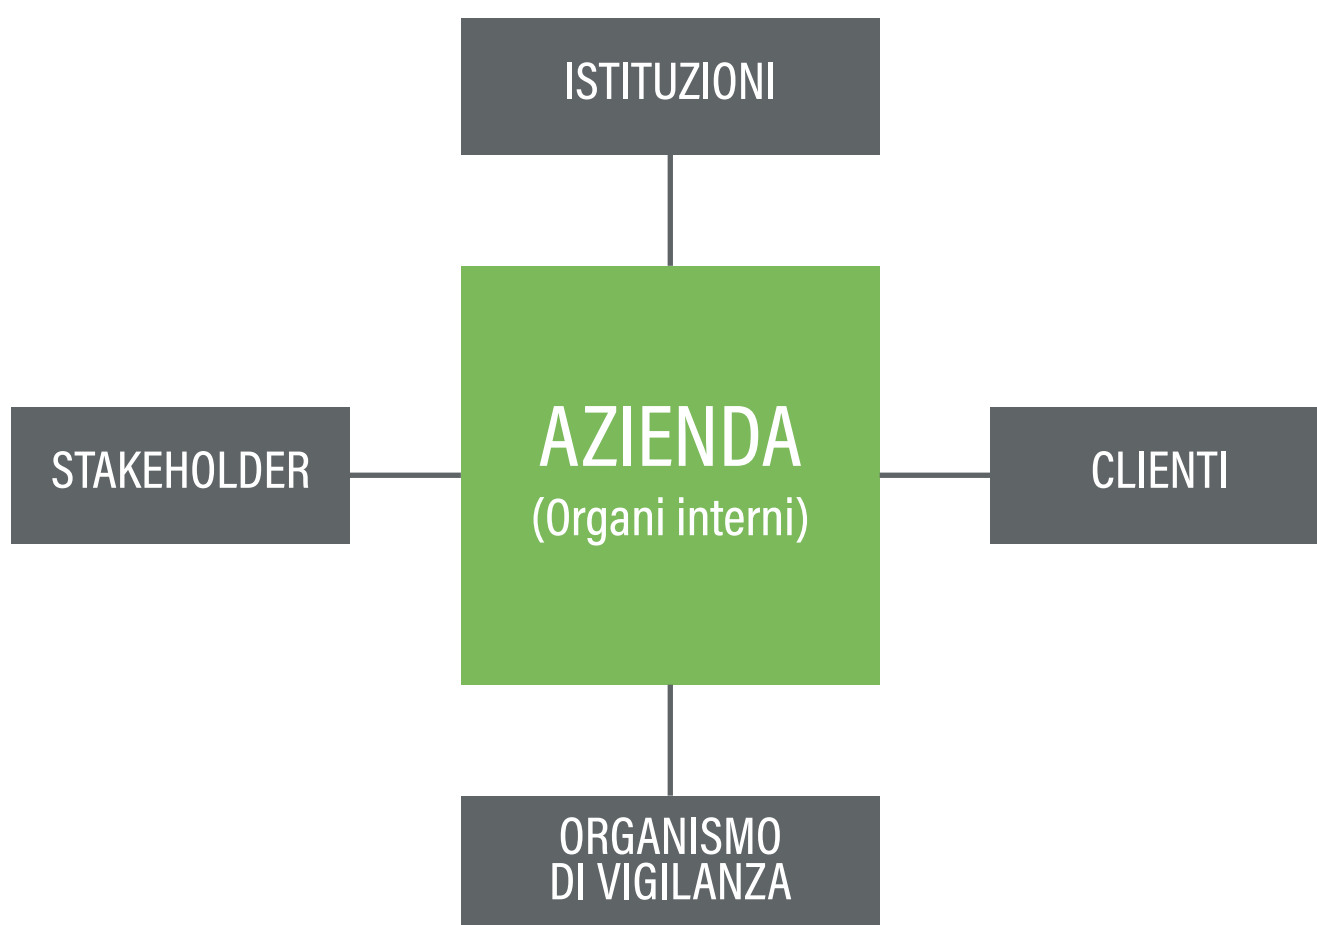 ISTITUZIONI
STAKEHOLDER
AZIENDA
(Organi interni)
CLIENTI
ORGANISMO
DI VIGILANZA